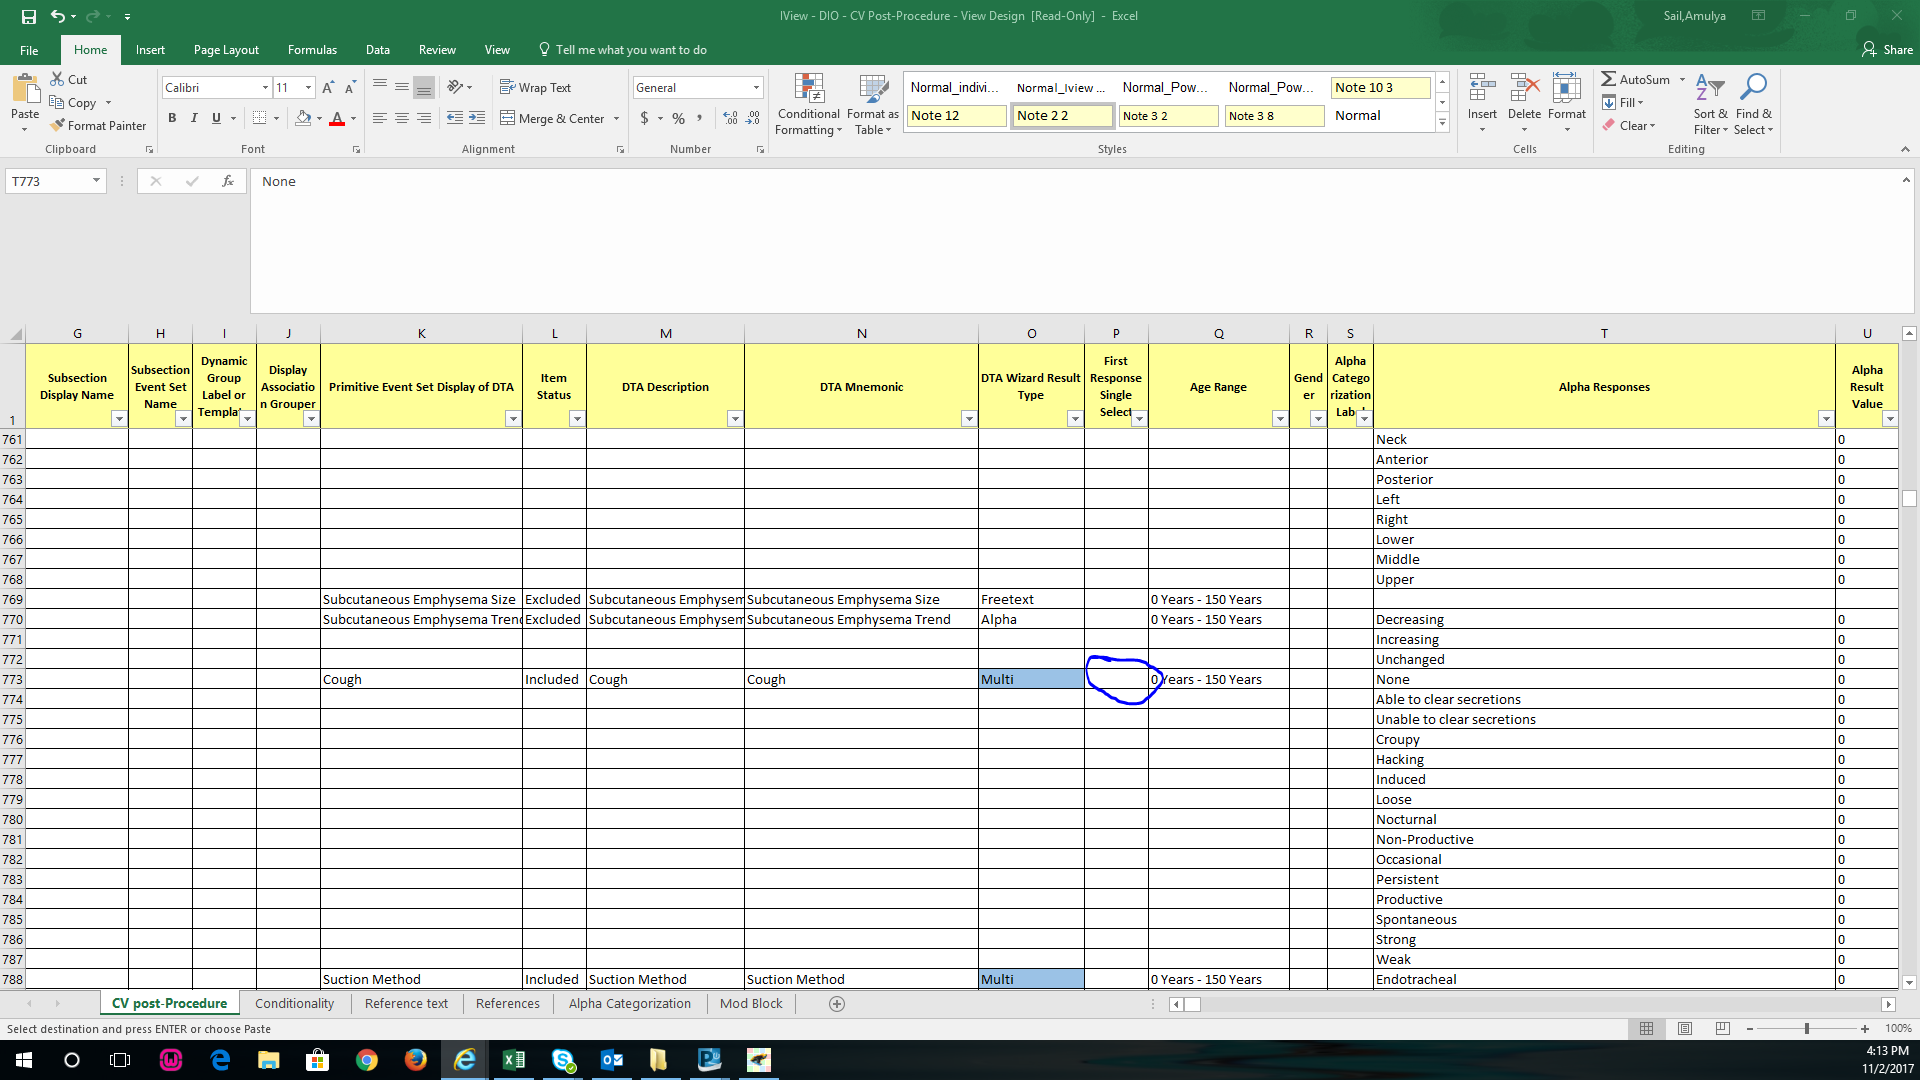 IView - DIO - CV Post-Procedure - View Design [Read-Only] - Excel
Sail,Amulya
File Home Insert Page Layout Formulas Data Review View Tell me what you want to do
Share
Paste
Cut
Copy
Format Painter
Clipboard
Calibri 11
B I U
Font
Wrap Text
Merge & Center
Alignment
General
$ % ,
Number
Conditional Formatting
Format as Table
Normal_indivi... Normal_Iview ... Normal_Pow... Normal_Pow... Note 10 3
Note 12 Note 2 2 Note 3 2 Note 3 8 Normal
Styles
Insert Delete Format
Cells
AutoSum
Fill
Clear
Sort & Filter
Find & Select
Editing
T773 fx None
G H I J K L M N O P Q R S T U
1 Subsection Display Name Subsection Event Set Name Dynamic Group Label or Templa Display Associatio n Grouper Primitive Event Set Display of DTA Item Status DTA Description DTA Mnemonic DTA Wizard Result Type First Response Single Select Age Range Gend er Alpha Catego rization Labe Alpha Responses Alpha Result Value
761 Neck 0
762 Anterior 0
763 Posterior 0
764 Left 0
765 Right 0
766 Lower 0
767 Middle 0
768 Upper 0
769 Subcutaneous Emphysema Size Excluded Subcutaneous Emphysem Subcutaneous Emphysema Size Freetext 0 Years - 150 Years
770 Subcutaneous Emphysema Trend Excluded Subcutaneous Emphysem Subcutaneous Emphysema Trend Alpha 0 Years - 150 Years Decreasing 0
771 Increasing 0
772 Unchanged 0
773 Cough Included Cough Cough Multi 0 Years - 150 Years None 0
774 Able to clear secretions 0
775 Unable to clear secretions 0
776 Croupy 0
777 Hacking 0
778 Induced 0
779 Loose 0
780 Nocturnal 0
781 Non-Productive 0
782 Occasional 0
783 Persistent 0
784 Productive 0
785 Spontaneous 0
786 Strong 0
787 Weak 0
788 Suction Method Included Suction Method Suction Method Multi 0 Years - 150 Years Endotracheal 0
CV post-Procedure Conditionality Reference text References Alpha Categorization Mod Block
Select destination and press ENTER or choose Paste
100%
4:13 PM
11/2/2017